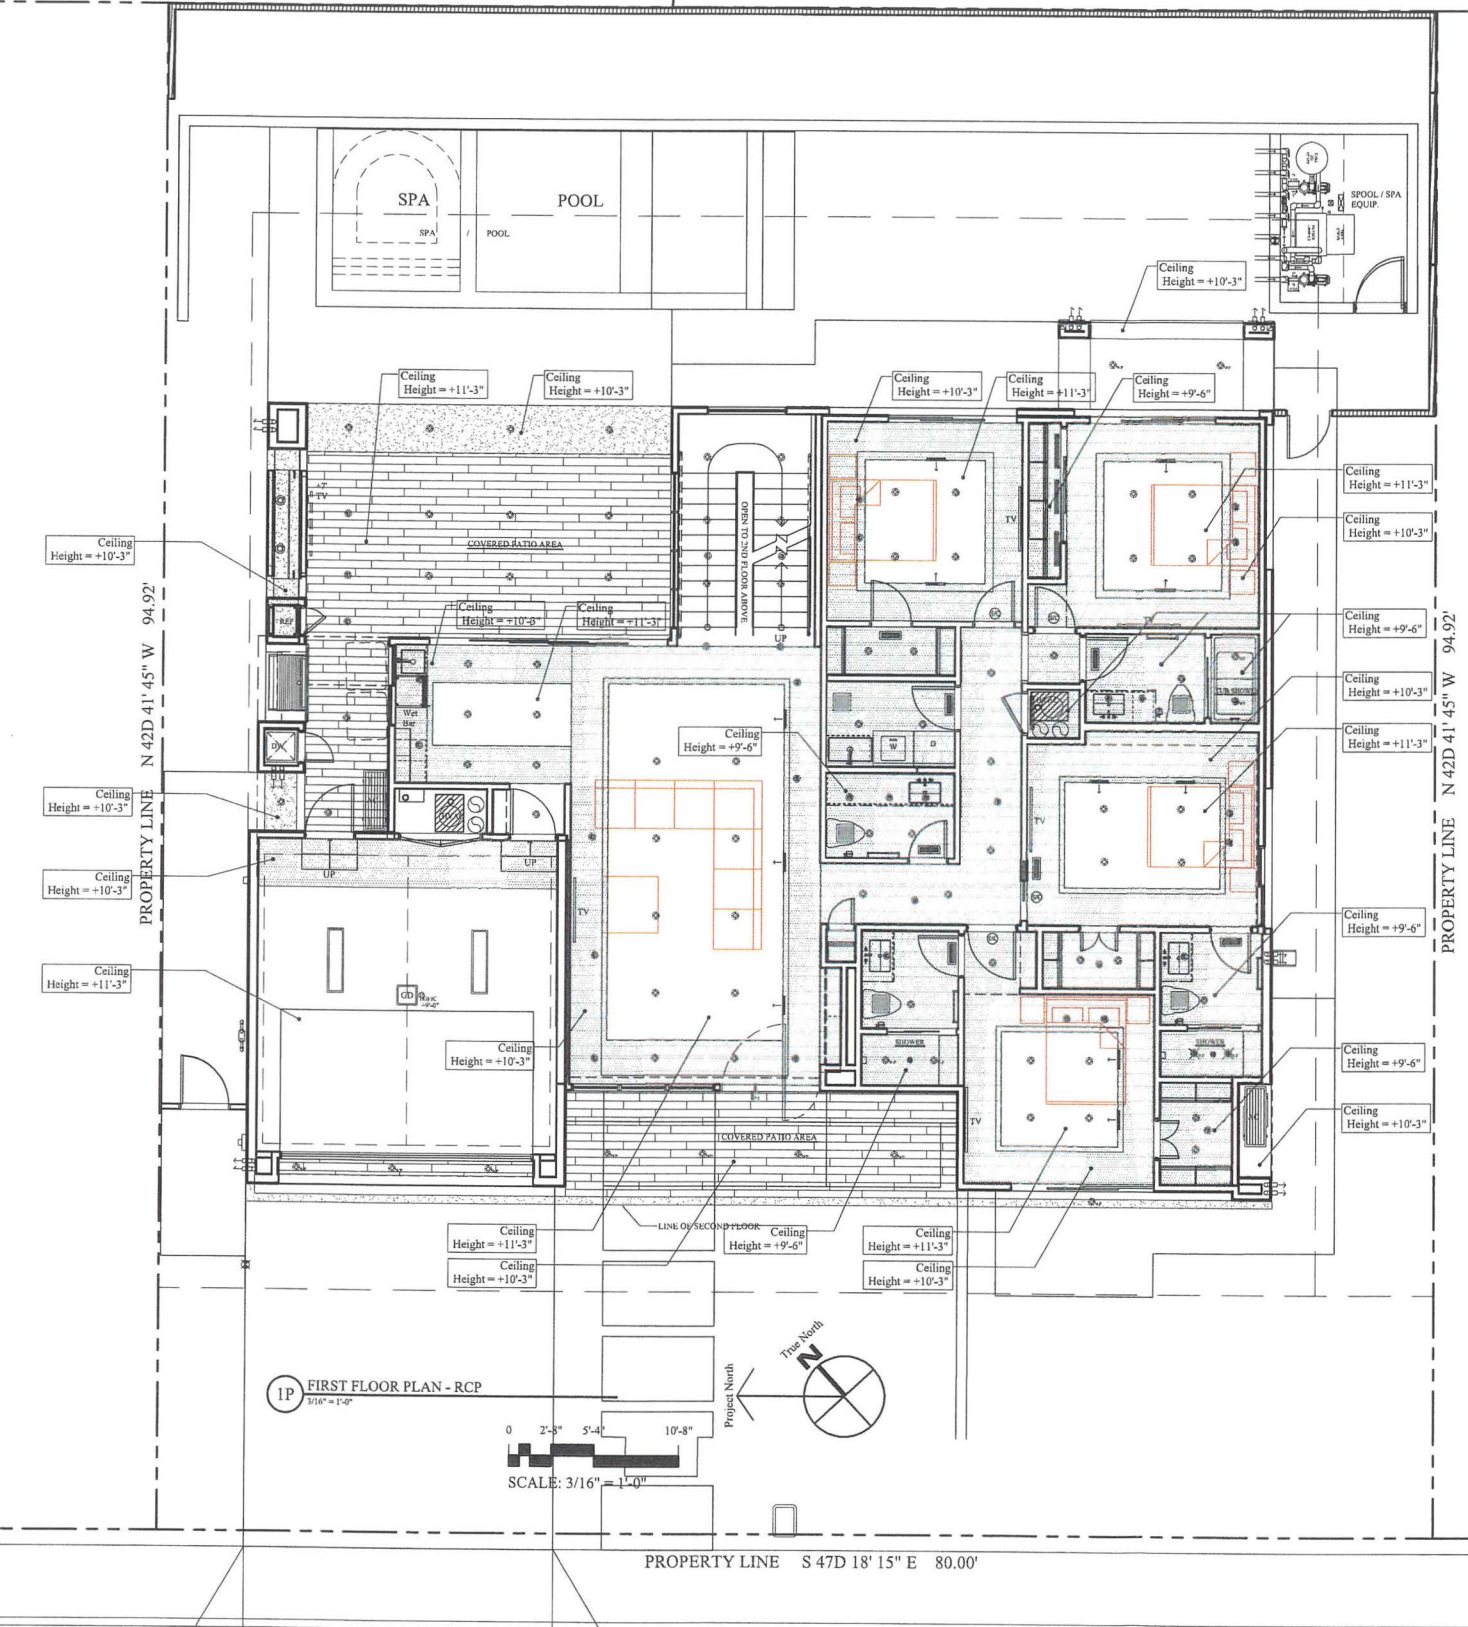 SPA
POOL
SPA / POOL
SPOOL / SPA
EQUIP.
Ceiling
Height = +10'-3"
Ceiling
Height = +11'-3"
Ceiling
Height = +10'-3"
Ceiling
Height = +10'-3"
Ceiling
Height = +11'-3"
Ceiling
Height = +9'-6"
Ceiling
Height = +11'-3"
TV
TV
OPEN TO 2ND FLOOR ABOVE
Ceiling
Height = +10'-3"
COVERED PATIO AREA
Ceiling
Height = +10'-3"
Ceiling
Height = +10'-3"
Ceiling
Height = +11'-3"
REF
UP
TV
Ceiling
Height = +9'-6"
PROPERTY LINE N 42D 41' 45" W 94.92'
PROPERTY LINE N 42D 41' 45" W 94.92'
Ceiling
Height = +10'-3"
TUB/SHOWER
Wet
Bar
Ceiling
Height = +9'-6"
Ceiling
Height = +11'-3"
DW
W
D
Ceiling
Height = +10'-3"
TV
Ceiling
Height = +10'-3"
UP
UP
TV
Ceiling
Height = +9'-6"
Ceiling
Height = +11'-3"
GD
Ceiling
Height = +10'-3"
SHOWER
SHOWER
Ceiling
Height = +9'-6"
AC
Ceiling
Height = +10'-3"
TV
COVERED PATIO AREA
LINE OF SECOND FLOOR
Ceiling
Height = +11'-3"
Ceiling
Height = +9'-6"
Ceiling
Height = +11'-3"
Ceiling
Height = +10'-3"
Ceiling
Height = +10'-3"
True North
N
Project North
1P
FIRST FLOOR PLAN - RCP
3/16" = 1'-0"
0 2'-8" 5'-4" 10'-8"
SCALE: 3/16" = 1'-0"
PROPERTY LINE S 47D 18' 15" E 80.00'